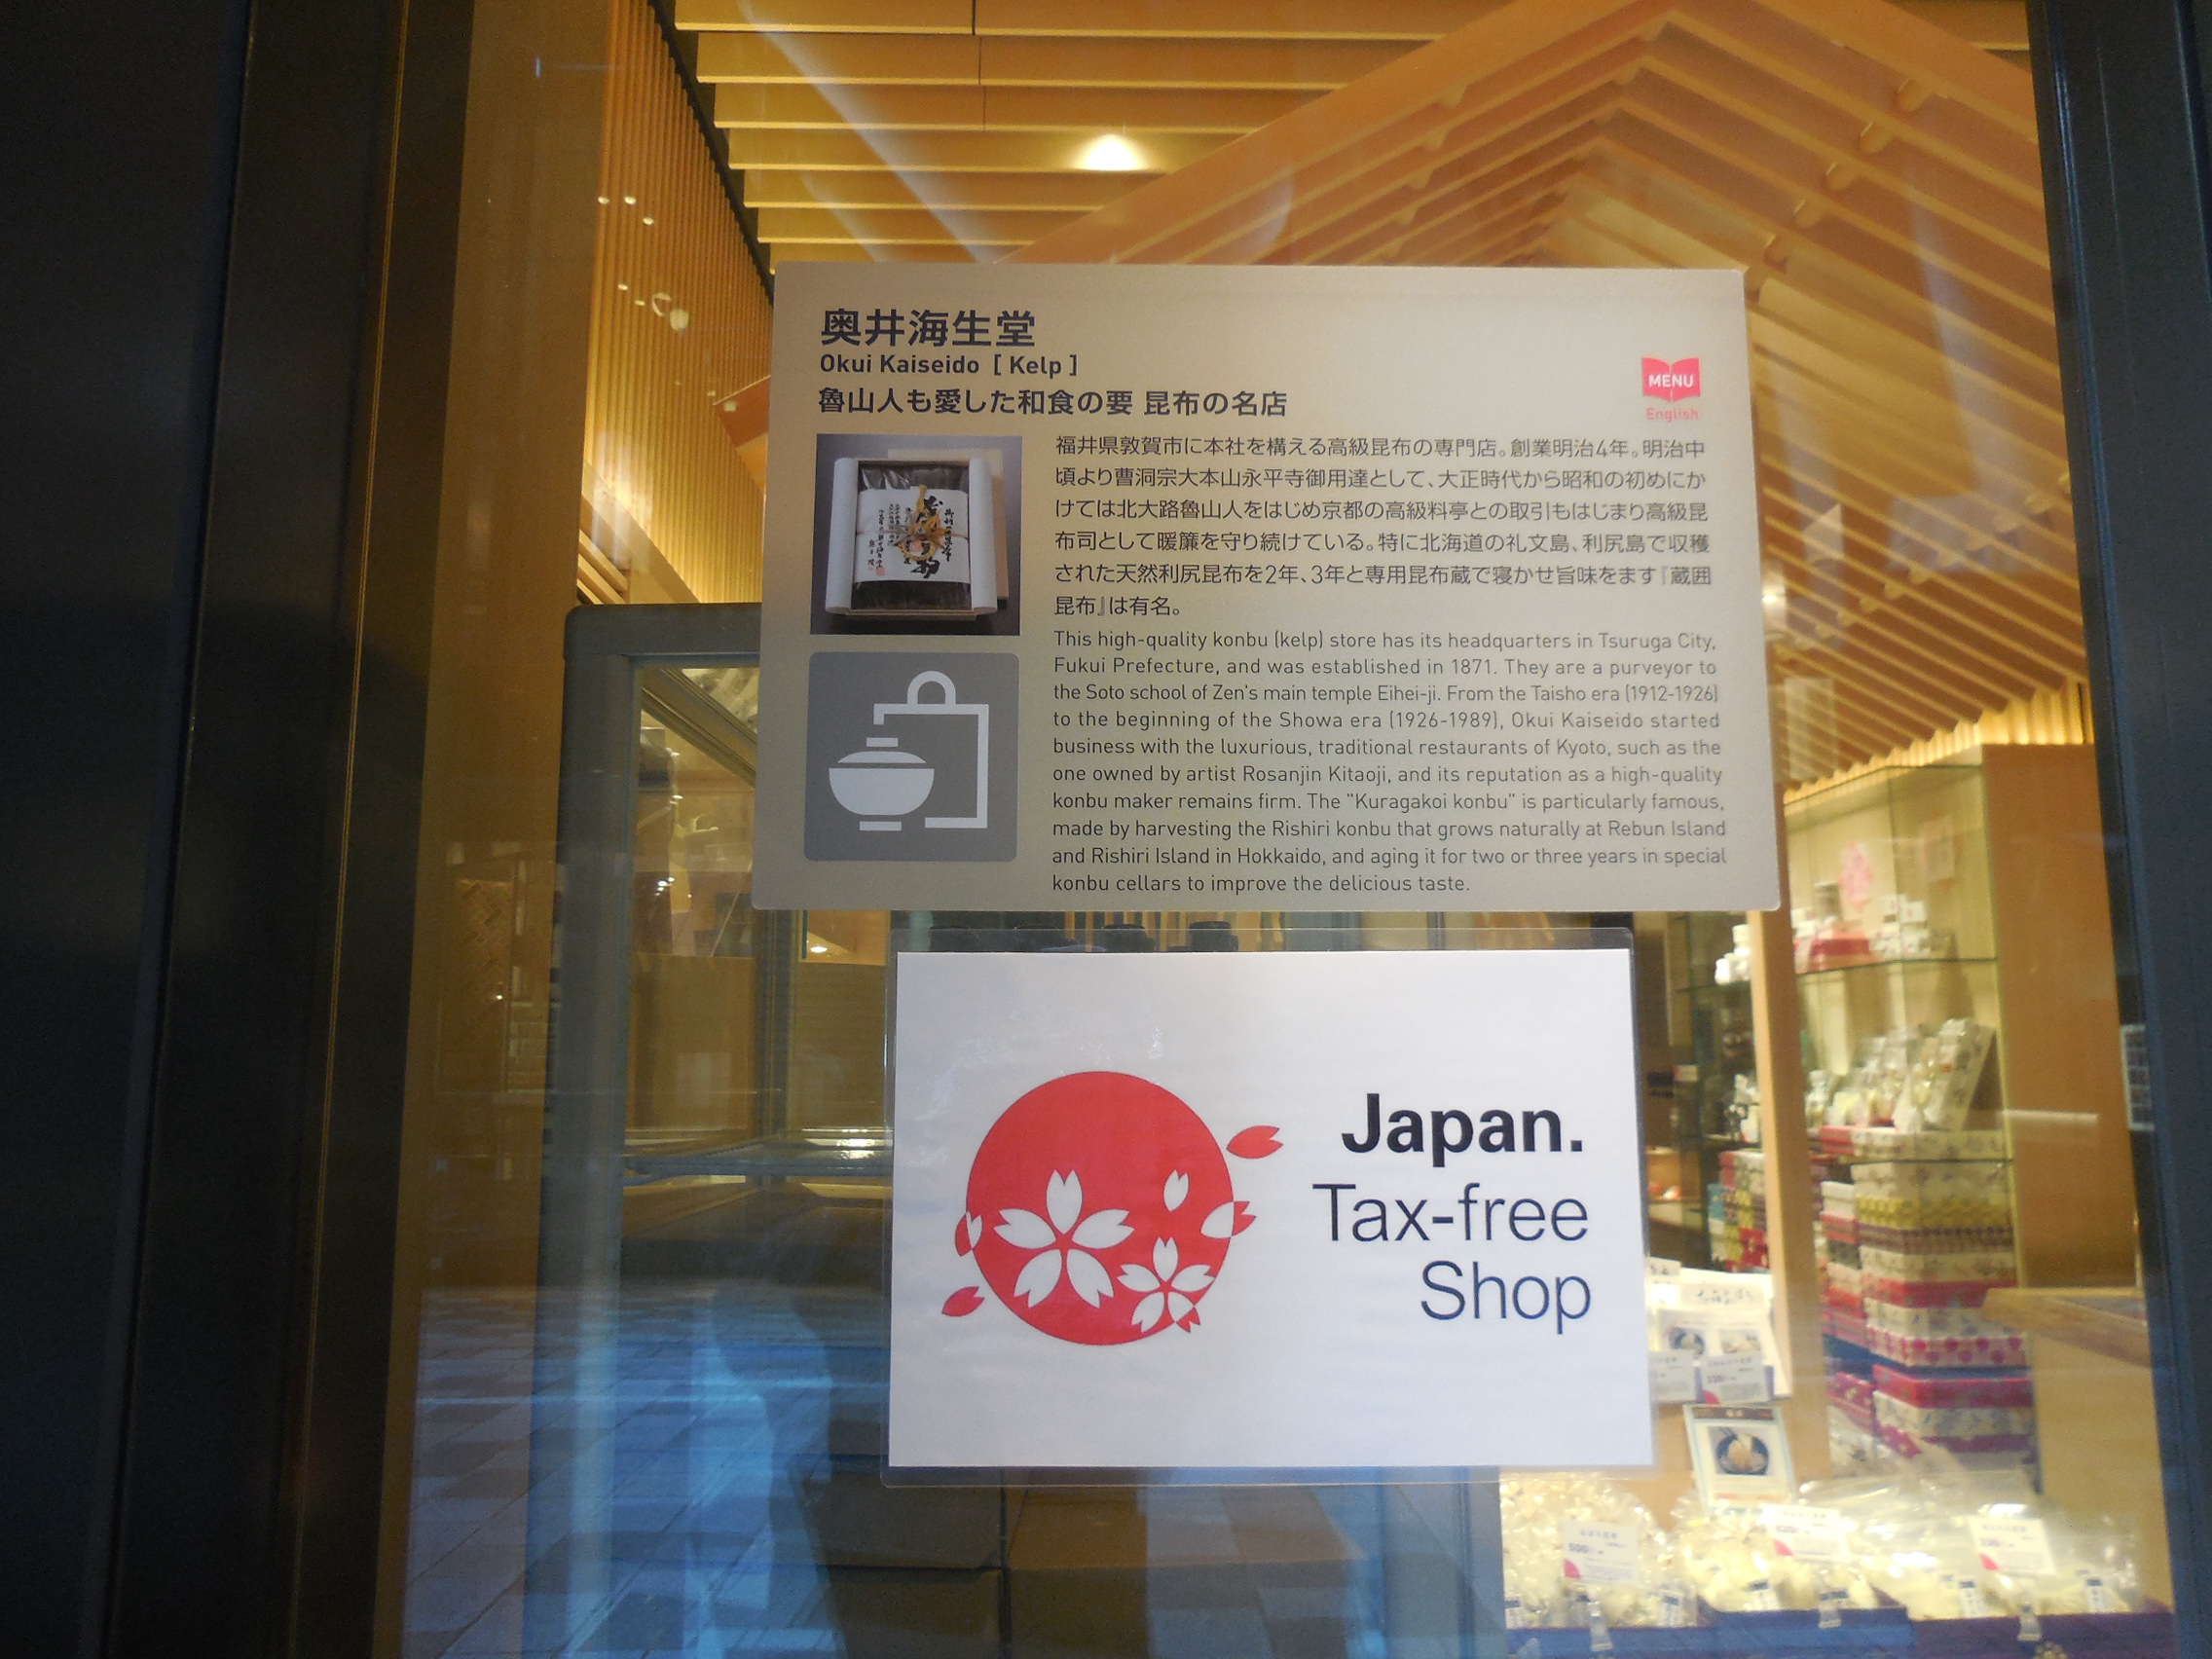 奥井海生堂
Okui Kaiseido [ Kelp ]
魯山人も愛した和食の要 昆布の名店
MENU
English
福井県敦賀市に本社を構える高級昆布の専門店。創業明治4年。明治中
頃より曹洞宗大本山永平寺御用達として、大正時代から昭和の初めにか
けては北大路魯山人をはじめ京都の高級料亭との取引もはじまり高級昆
布司として暖簾を守り続けている。特に北海道の礼文島、利尻島で収穫
された天然利尻昆布を2年、3年と専用昆布蔵で寝かせ旨味をます『蔵囲
昆布』は有名。
This high-quality konbu (kelp) store has its headquarters in Tsuruga City,
Fukui Prefecture, and was established in 1871. They are a purveyor to
the Soto school of Zen's main temple Eihei-ji. From the Taisho era (1912-1926)
to the beginning of the Showa era (1926-1989), Okui Kaiseido started
business with the luxurious, traditional restaurants of Kyoto, such as the
one owned by artist Rosanjin Kitaoji, and its reputation as a high-quality
konbu maker remains firm. The "Kuragakoi konbu" is particularly famous,
made by harvesting the Rishiri konbu that grows naturally at Rebun Island
and Rishiri Island in Hokkaido, and aging it for two or three years in special
konbu cellars to improve the delicious taste.
Japan.
Tax-free
Shop